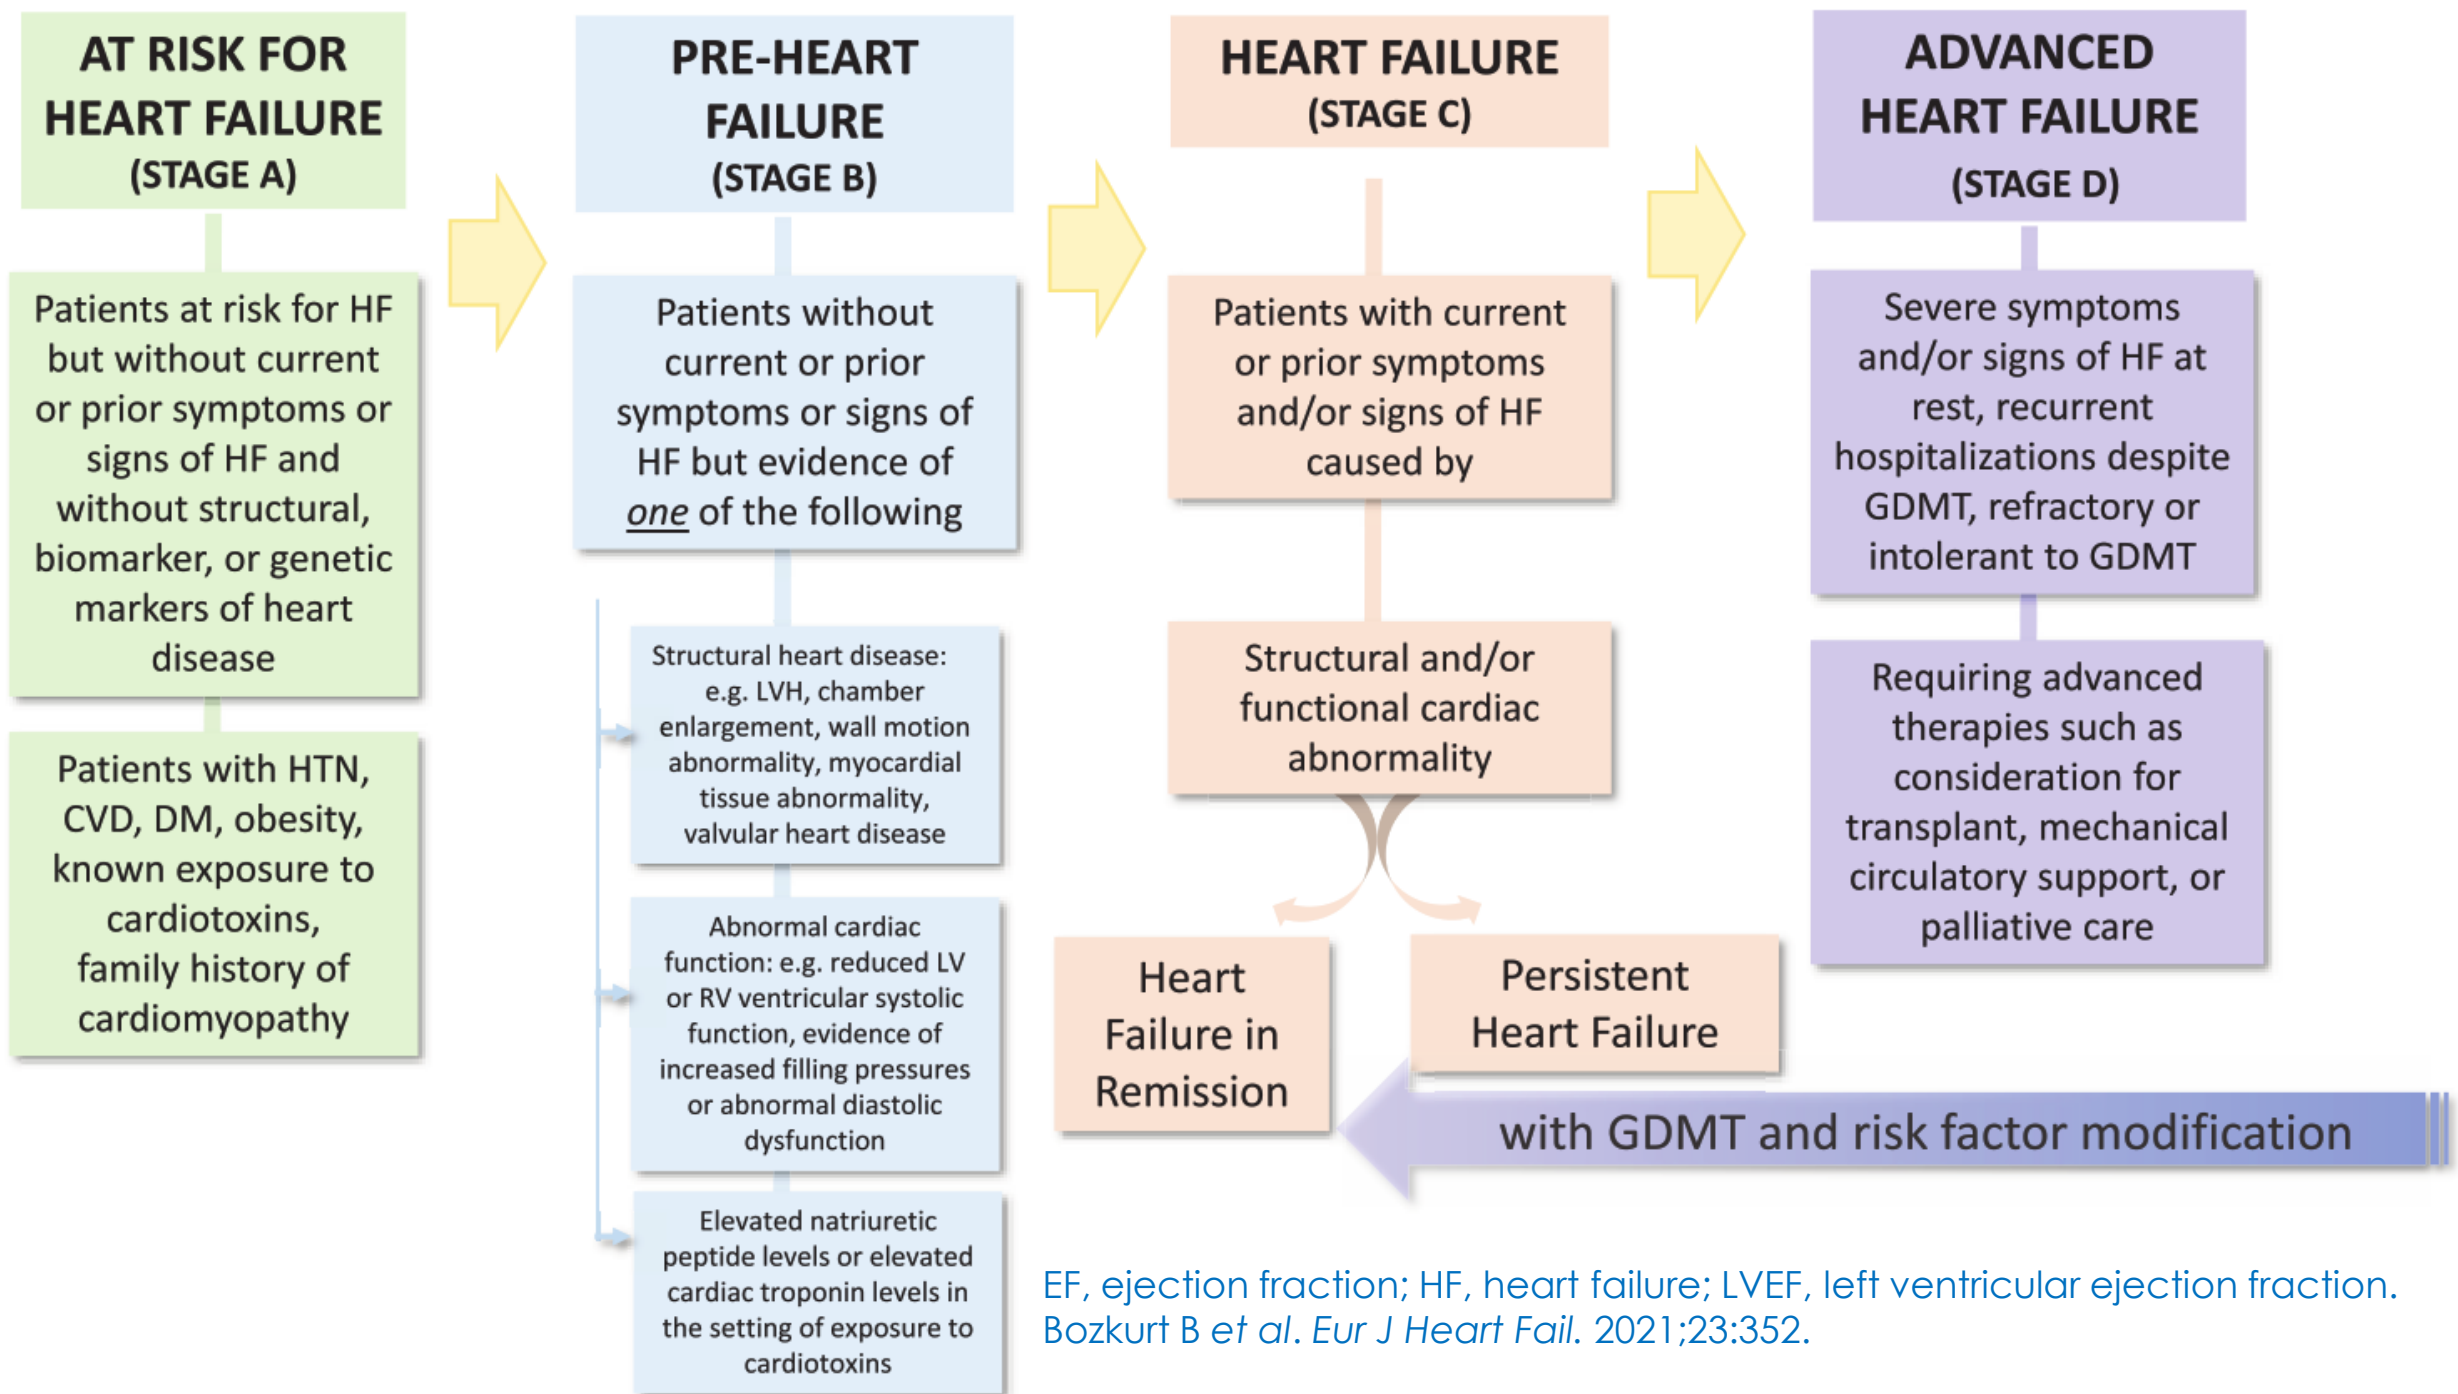 AT RISK FOR
HEART FAILURE
(STAGE A)
Patients at risk for HF
but without current
or prior symptoms or
signs of HF and
without structural,
biomarker, or genetic
markers of heart
disease
Patients with HTN,
CVD, DM, obesity,
known exposure to
cardiotoxins,
family history of
cardiomyopathy
PRE-HEART
FAILURE
(STAGE B)
Patients without
current or prior
symptoms or signs of
HF but evidence of
one of the following
Structural heart disease:
e.g. LVH, chamber
enlargement, wall motion
abnormality, myocardial
tissue abnormality,
valvular heart disease
Abnormal cardiac
function: e.g. reduced LV
or RV ventricular systolic
function, evidence of
increased filling pressures
or abnormal diastolic
dysfunction
Elevated natriuretic
peptide levels or elevated
cardiac troponin levels in
the setting of exposure to
cardiotoxins
HEART FAILURE
(STAGE C)
Patients with current
or prior symptoms
and/or signs of HF
caused by
Structural and/or
functional cardiac
abnormality
Heart
Failure in
Remission
Persistent
Heart Failure
ADVANCED
HEART FAILURE
(STAGE D)
Severe symptoms
and/or signs of HF at
rest, recurrent
hospitalizations despite
GDMT, refractory or
intolerant to GDMT
Requiring advanced
therapies such as
consideration for
transplant, mechanical
circulatory support, or
palliative care
with GDMT and risk factor modification
EF, ejection fraction; HF, heart failure; LVEF, left ventricular ejection fraction.
Bozkurt B et al. Eur J Heart Fail. 2021;23:352.